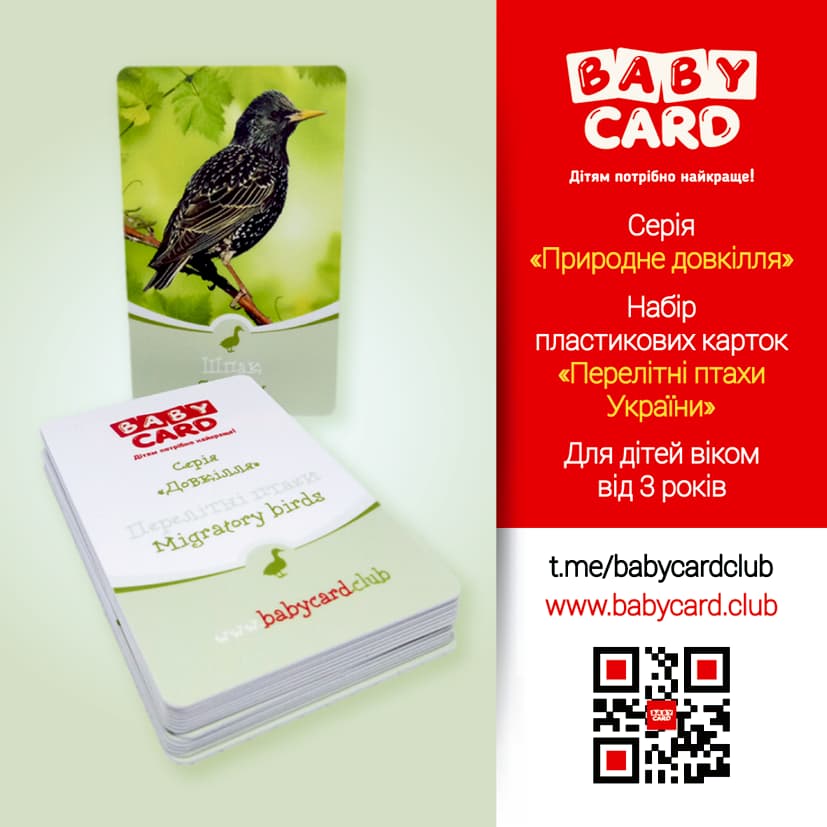 Шпак
BABY
CARD
Дітям потрібно найкраще!
Серія
«Довкілля»
Перелітні птахи
Migratory birds
www.babycard.club
BABY
CARD
Дітям потрібно найкраще!
Серія
«Природне довкілля»
Набір
пластикових карток
«Перелітні птахи
України»
Для дітей віком
від 3 років
t.me/babycardclub
www.babycard.club
BABY
CARD